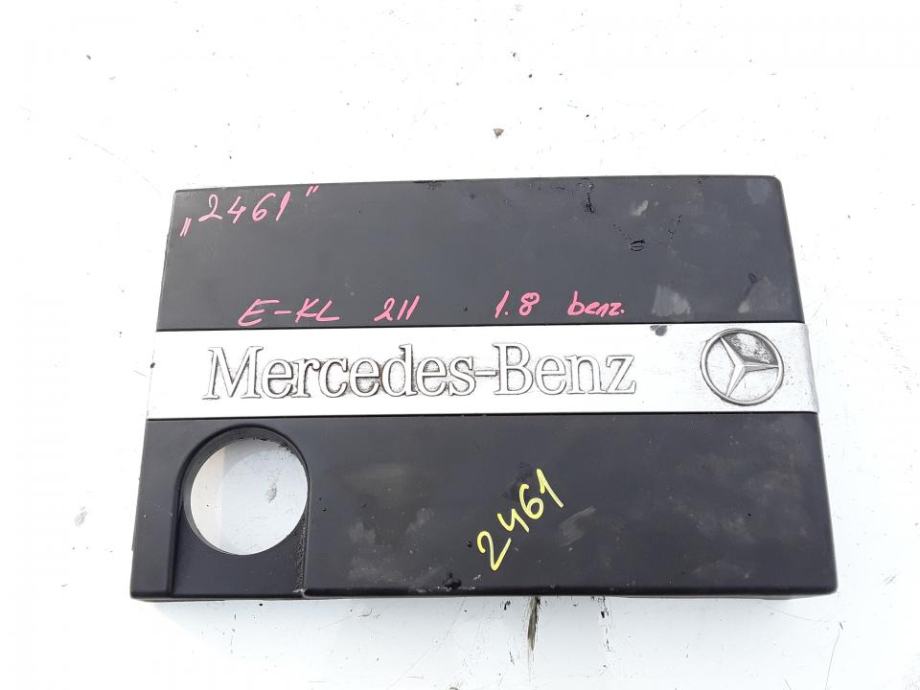 „2461"
E-KL 211 1.8 benz.
Mercedes-Benz
2461